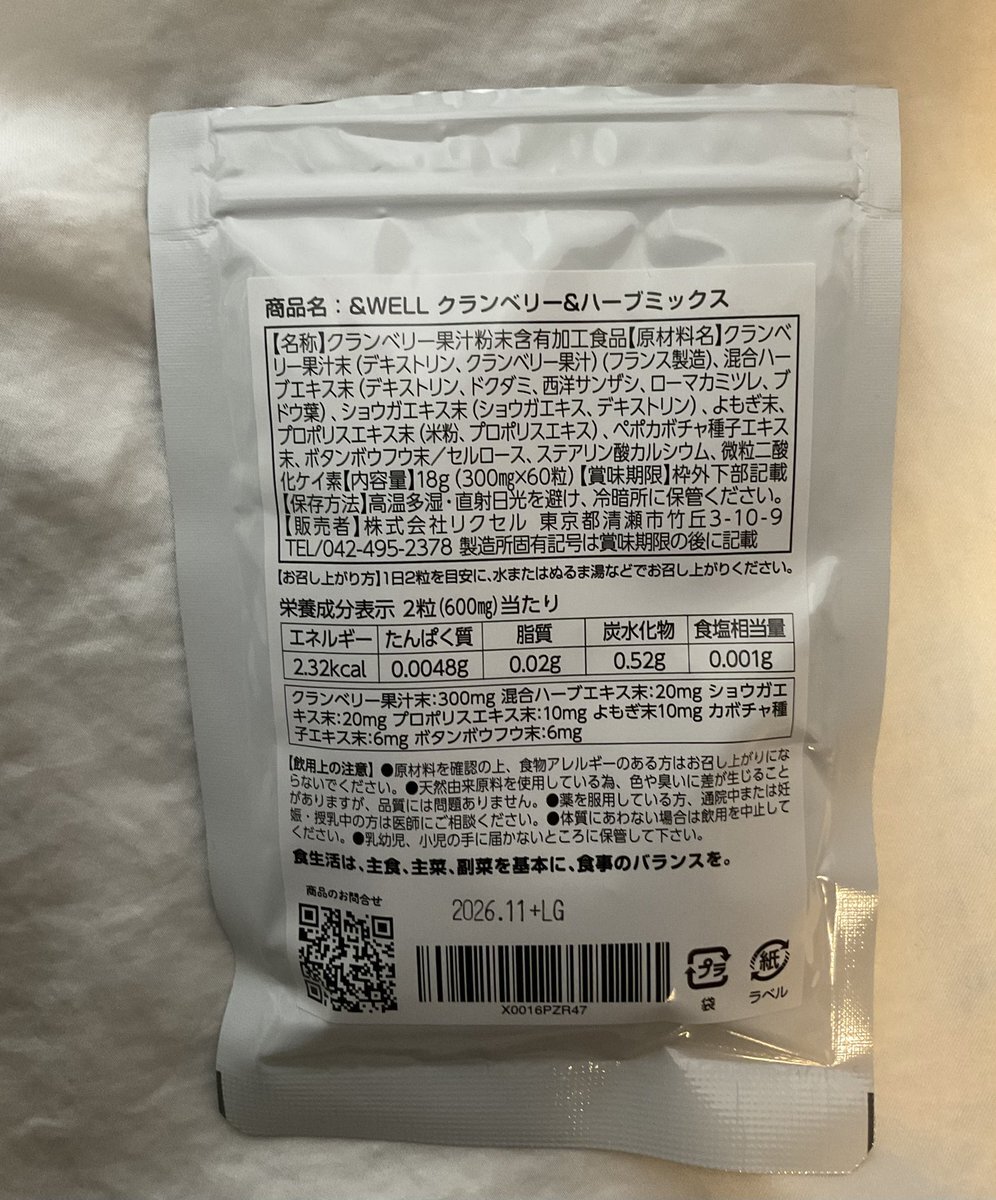 商品名：&WELL クランベリー&ハーブミックス
【名称】クランベリー果汁粉末含有加工食品【原材料名】クランベ
リー果汁末（デキストリン、クランベリー果汁）（フランス製造）、混合ハー
ブエキス末（デキストリン、ドクダミ、西洋サンザシ、ローマカミツレ、ブ
ドウ葉）、ショウガエキス末（ショウガエキス、デキストリン）、よもぎ末、
プロポリスエキス末（米粉、プロポリスエキス）、ペポカボチャ種子エキス
末、ボタンボウフウ末／セルロース、ステアリン酸カルシウム、微粒二酸
化ケイ素【内容量】18g（300㎎×60粒）【賞味期限】枠外下部記載
【保存方法】高温多湿・直射日光を避け、冷暗所に保管ください。
【販売者】株式会社リクセル 東京都清瀬市竹丘3-10-9
TEL/042-495-2378 製造所固有記号は賞味期限の後に記載
【お召し上がり方】1日2粒を目安に、水またはぬるま湯などでお召し上がりください。
栄養成分表示 2粒(600㎎)当たり
エネルギー たんぱく質 脂質 炭水化物 食塩相当量
2.32kcal 0.0048g 0.02g 0.52g 0.001g
クランベリー果汁末:300mg 混合ハーブエキス末:20mg ショウガエ
キス末:20mg プロポリスエキス末:10mg よもぎ末10mg カボチャ種
子エキス末:6mg ボタンボウフウ末:6mg
【飲用上の注意】●原材料を確認の上、食物アレルギーのある方はお召し上がりにな
らないでください。●天然由来原料を使用している為、色や臭いに差が生じること
がありますが、品質には問題ありません。●薬を服用している方、通院中または妊
娠・授乳中の方は医師にご相談ください。●体質にあわない場合は飲用を中止して
ください。●乳幼児、小児の手に届かないところに保管して下さい。
食生活は、主食、主菜、副菜を基本に、食事のバランスを。
商品のお問合せ
2026.11+LG
X0016PZR47
プラ
袋
紙
ラベル